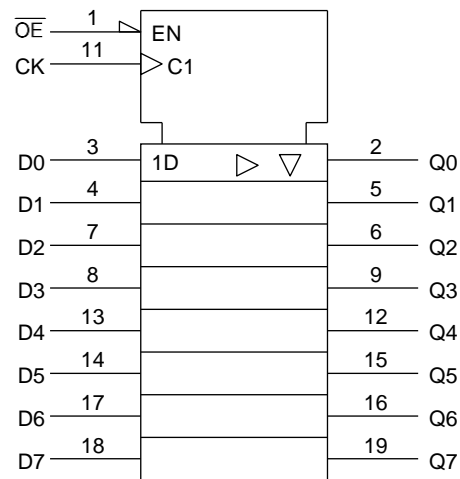 O̅E̅ 1 EN
CK 11 C1
D0 3 1D 2 Q0
D1 4 5 Q1
D2 7 6 Q2
D3 8 9 Q3
D4 13 12 Q4
D5 14 15 Q5
D6 17 16 Q6
D7 18 19 Q7